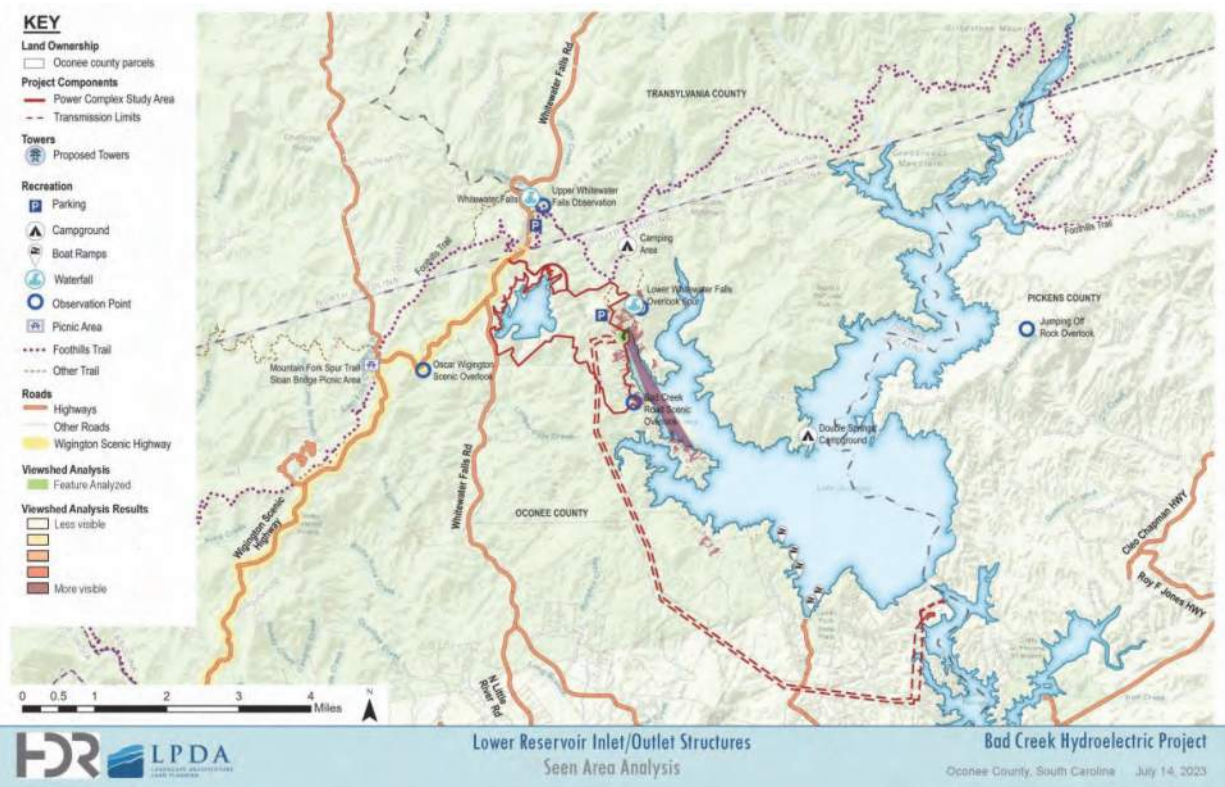 KEY
Land Ownership
Oconee county parcels
Project Components
Power Complex Study Area
Transmission Limits
Towers
Proposed Towers
Recreation
P
Parking
Campground
Boat Ramps
Waterfall
Observation Point
Picnic Area
Foothills Trail
Other Trail
Roads
Highways
Other Roads
Wigington Scenic Highway
Viewshed Analysis
Feature Analyzed
Viewshed Analysis Results
Less visible
More visible
Whitewater Falls Rd
TRANSYLVANIA COUNTY
Whitewater Falls
Upper Whitewater
Falls Observation
P
Foothills Trail
Camping
Area
Foothills Trail
Lower Whitewater Falls
Overlook Spur
P
PICKENS COUNTY
Jumping Off
Rock Overlook
Mountain Fork Spur Trail
Sloan Bridge Picnic Area
Oscar Wigington
Scenic Overlook
Bad Creek
Road Scenic
Overlook
Double Springs
Campground
Whitewater Falls Rd
OCONEE COUNTY
Wigington Scenic
Highway
Cleo Chapman HWY
Roy F Jones HWY
N Little
River Rd
0 0.5 1 2 3 4
Miles
N
HDR
LPDA
LANDSCAPE ARCHITECTURE
LAND PLANNING
Lower Reservoir Inlet/Outlet Structures
Seen Area Analysis
Bad Creek Hydroelectric Project
Oconee County, South Carolina July 14, 2023